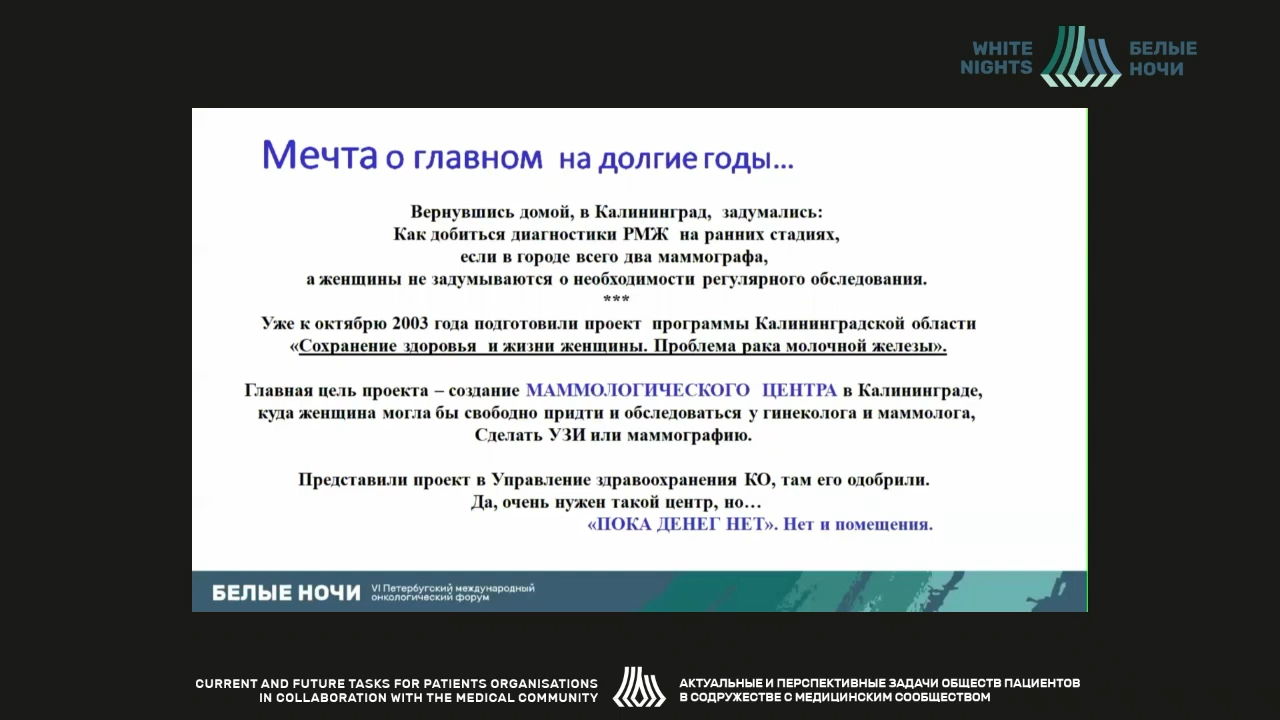 WHITE
NIGHTS
БЕЛЫЕ
НОЧИ
Мечта о главном на долгие годы...
Вернувшись домой, в Калининград, задумались:
Как добиться диагностики РМЖ на ранних стадиях,
если в городе всего два маммографа,
а женщины не задумываются о необходимости регулярного обследования.
***
Уже к октябрю 2003 года подготовили проект программы Калининградской области
«Сохранение здоровья и жизни женщины. Проблема рака молочной железы».
Главная цель проекта – создание МАММОЛОГИЧЕСКОГО ЦЕНТРА в Калининграде,
куда женщина могла бы свободно придти и обследоваться у гинеколога и маммолога,
Сделать УЗИ или маммографию.
Представили проект в Управление здравоохранения КО, там его одобрили.
Да, очень нужен такой центр, но…
«ПОКА ДЕНЕГ НЕТ». Нет и помещения.
БЕЛЫЕ НОЧИ
VI Петербургский международный
онкологический форум
CURRENT AND FUTURE TASKS FOR PATIENTS ORGANISATIONS
IN COLLABORATION WITH THE MEDICAL COMMUNITY
АКТУАЛЬНЫЕ И ПЕРСПЕКТИВНЫЕ ЗАДАЧИ ОБЩЕСТВ ПАЦИЕНТОВ
В СОДРУЖЕСТВЕ С МЕДИЦИНСКИМ СООБЩЕСТВОМ